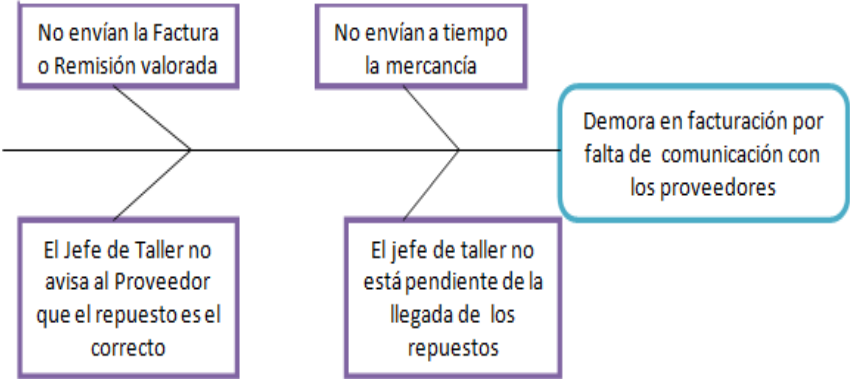 No envían la Factura
o Remisión valorada
No envían a tiempo
la mercancía
Demora en facturación por
falta de comunicación con
los proveedores
El Jefe de Taller no
avisa al Proveedor
que el repuesto es el
correcto
El jefe de taller no
está pendiente de la
llegada de los
repuestos